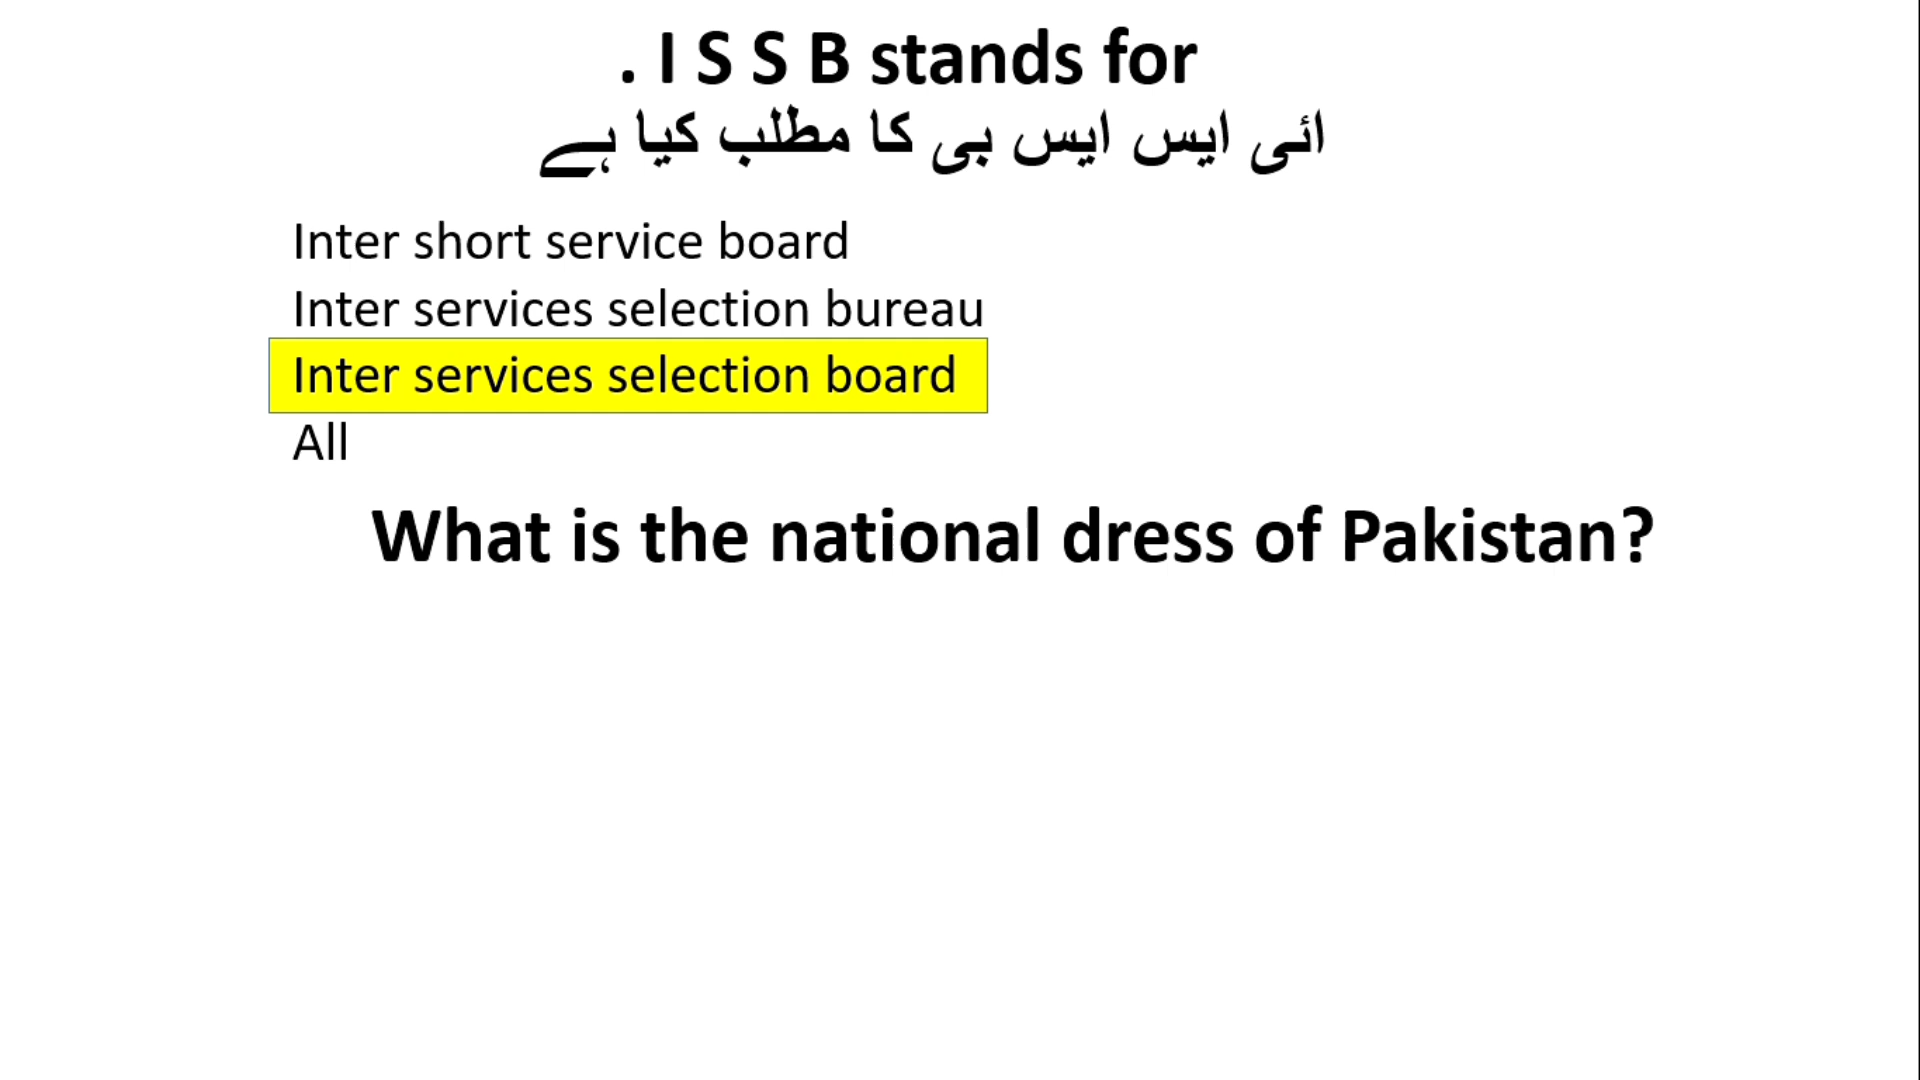 . I S S B stands for
ائی ایس ایس بی کا مطلب کیا ہے
Inter short service board
Inter services selection bureau
Inter services selection board
All
What is the national dress of Pakistan?